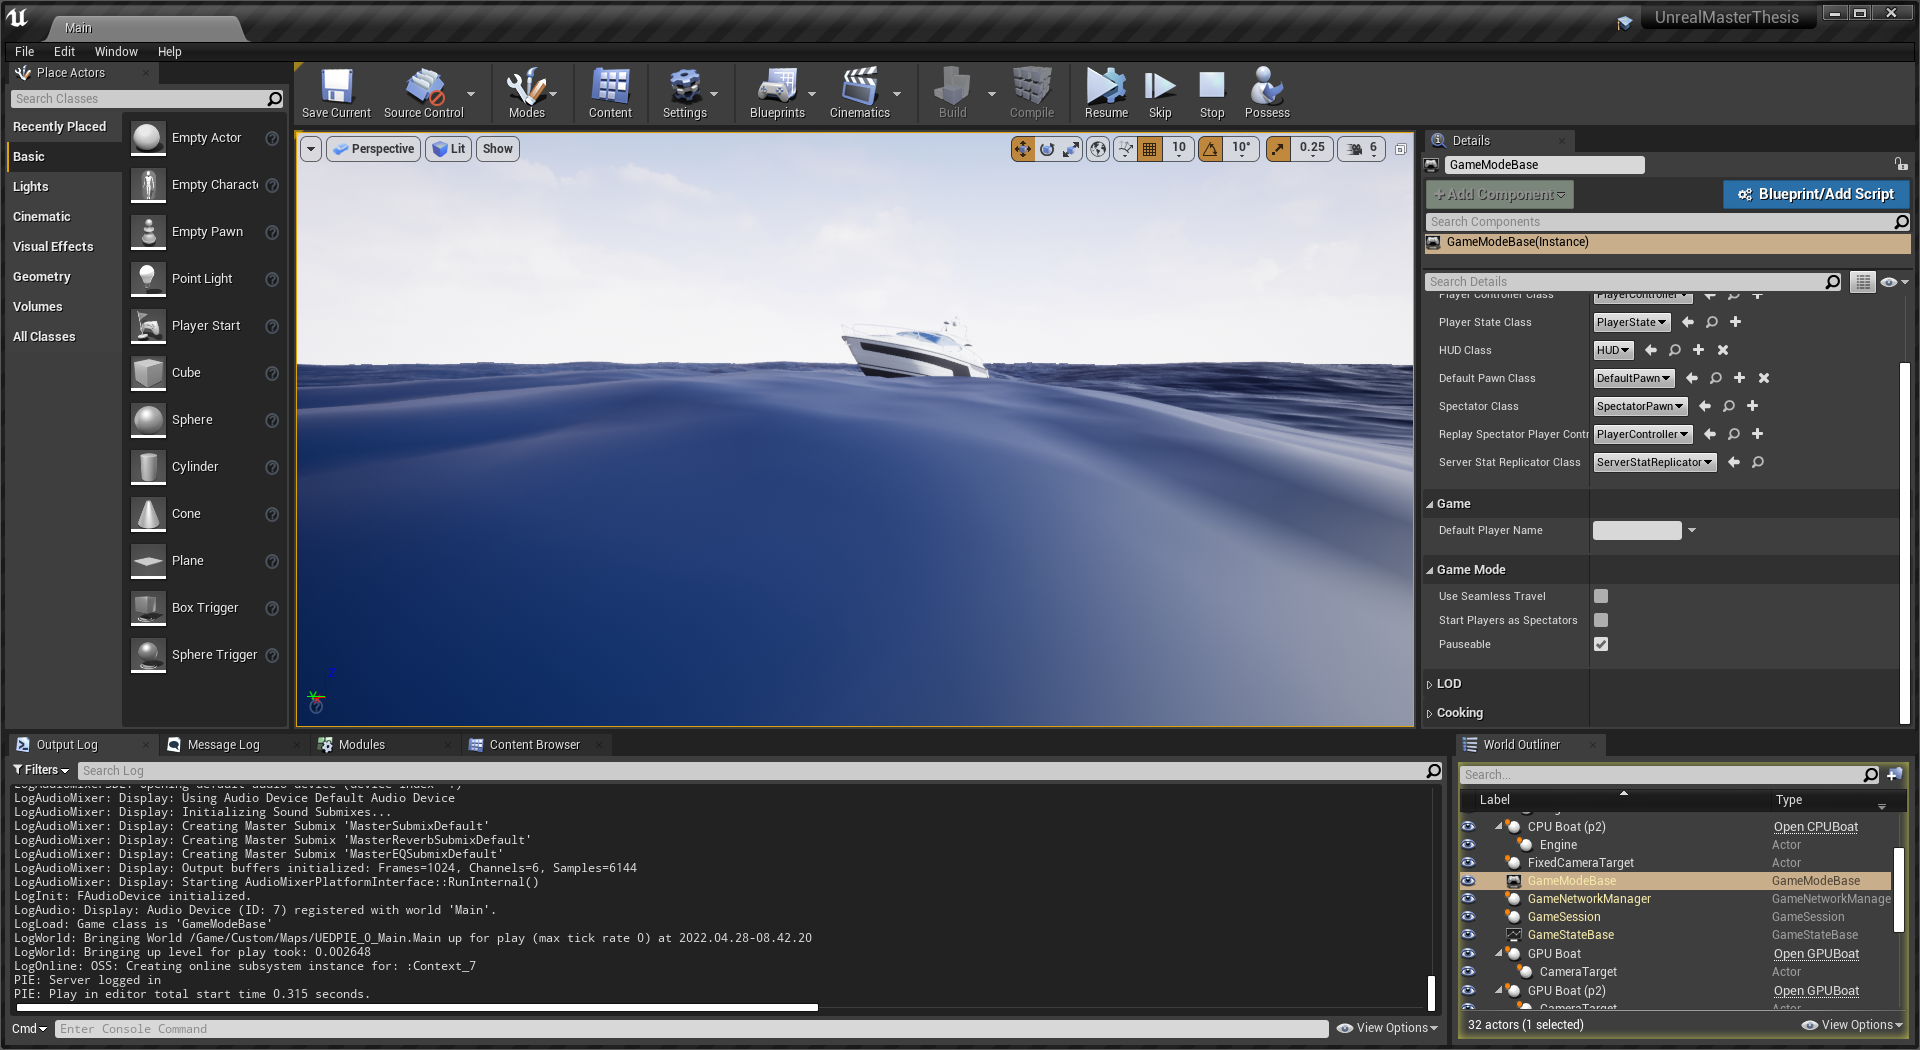 Main
UnrealMasterThesis
File Edit Window Help
Place Actors
Search Classes
Recently Placed
Basic
Lights
Cinematic
Visual Effects
Geometry
Volumes
All Classes
Empty Actor
Empty Charact
Empty Pawn
Point Light
Player Start
Cube
Sphere
Cylinder
Cone
Plane
Box Trigger
Sphere Trigger
Save Current Source Control Modes Content Settings Blueprints Cinematics Build Compile Resume Skip Stop Possess
Perspective Lit Show 10 10° 0.25 6
Details
GameModeBase
+Add Component Blueprint/Add Script
Search Components
GameModeBase(Instance)
Search Details
Player Controller Class PlayerController
Player State Class PlayerState
HUD Class HUD
Default Pawn Class DefaultPawn
Spectator Class SpectatorPawn
Replay Spectator Player Contr PlayerController
Server Stat Replicator Class ServerStatReplicator
Game
Default Player Name
Game Mode
Use Seamless Travel
Start Players as Spectators
Pauseable
LOD
Cooking
Output Log Message Log Modules Content Browser
Filters Search Log
LogAudioMixer: Display: Using Audio Device Default Audio Device
LogAudioMixer: Display: Initializing Sound Submixes...
LogAudioMixer: Display: Creating Master Submix 'MasterSubmixDefault'
LogAudioMixer: Display: Creating Master Submix 'MasterReverbSubmixDefault'
LogAudioMixer: Display: Creating Master Submix 'MasterEQSubmixDefault'
LogAudioMixer: Display: Output buffers initialized: Frames=1024, Channels=6, Samples=6144
LogAudioMixer: Display: Starting AudioMixerPlatformInterface::RunInternal()
LogInit: FAudioDevice initialized.
LogAudio: Display: Audio Device (ID: 7) registered with world 'Main'.
LogLoad: Game class is 'GameModeBase'
LogWorld: Bringing World /Game/Custom/Maps/UEDPIE_0_Main.Main up for play (max tick rate 0) at 2022.04.28-08.42.20
LogWorld: Bringing up level for play took: 0.002648
LogOnline: OSS: Creating online subsystem instance for: :Context_7
PIE: Server logged in
PIE: Play in editor total start time 0.315 seconds.
Cmd Enter Console Command View Options
World Outliner
Search...
Label Type
CPU Boat (p2) Open CPUBoat
Engine Actor
FixedCameraTarget Actor
GameModeBase GameModeBase
GameNetworkManager GameNetworkManage
GameSession GameSession
GameStateBase GameStateBase
GPU Boat Open GPUBoat
CameraTarget Actor
GPU Boat (p2) Open GPUBoat
CameraTarget Actor
32 actors (1 selected) View Options